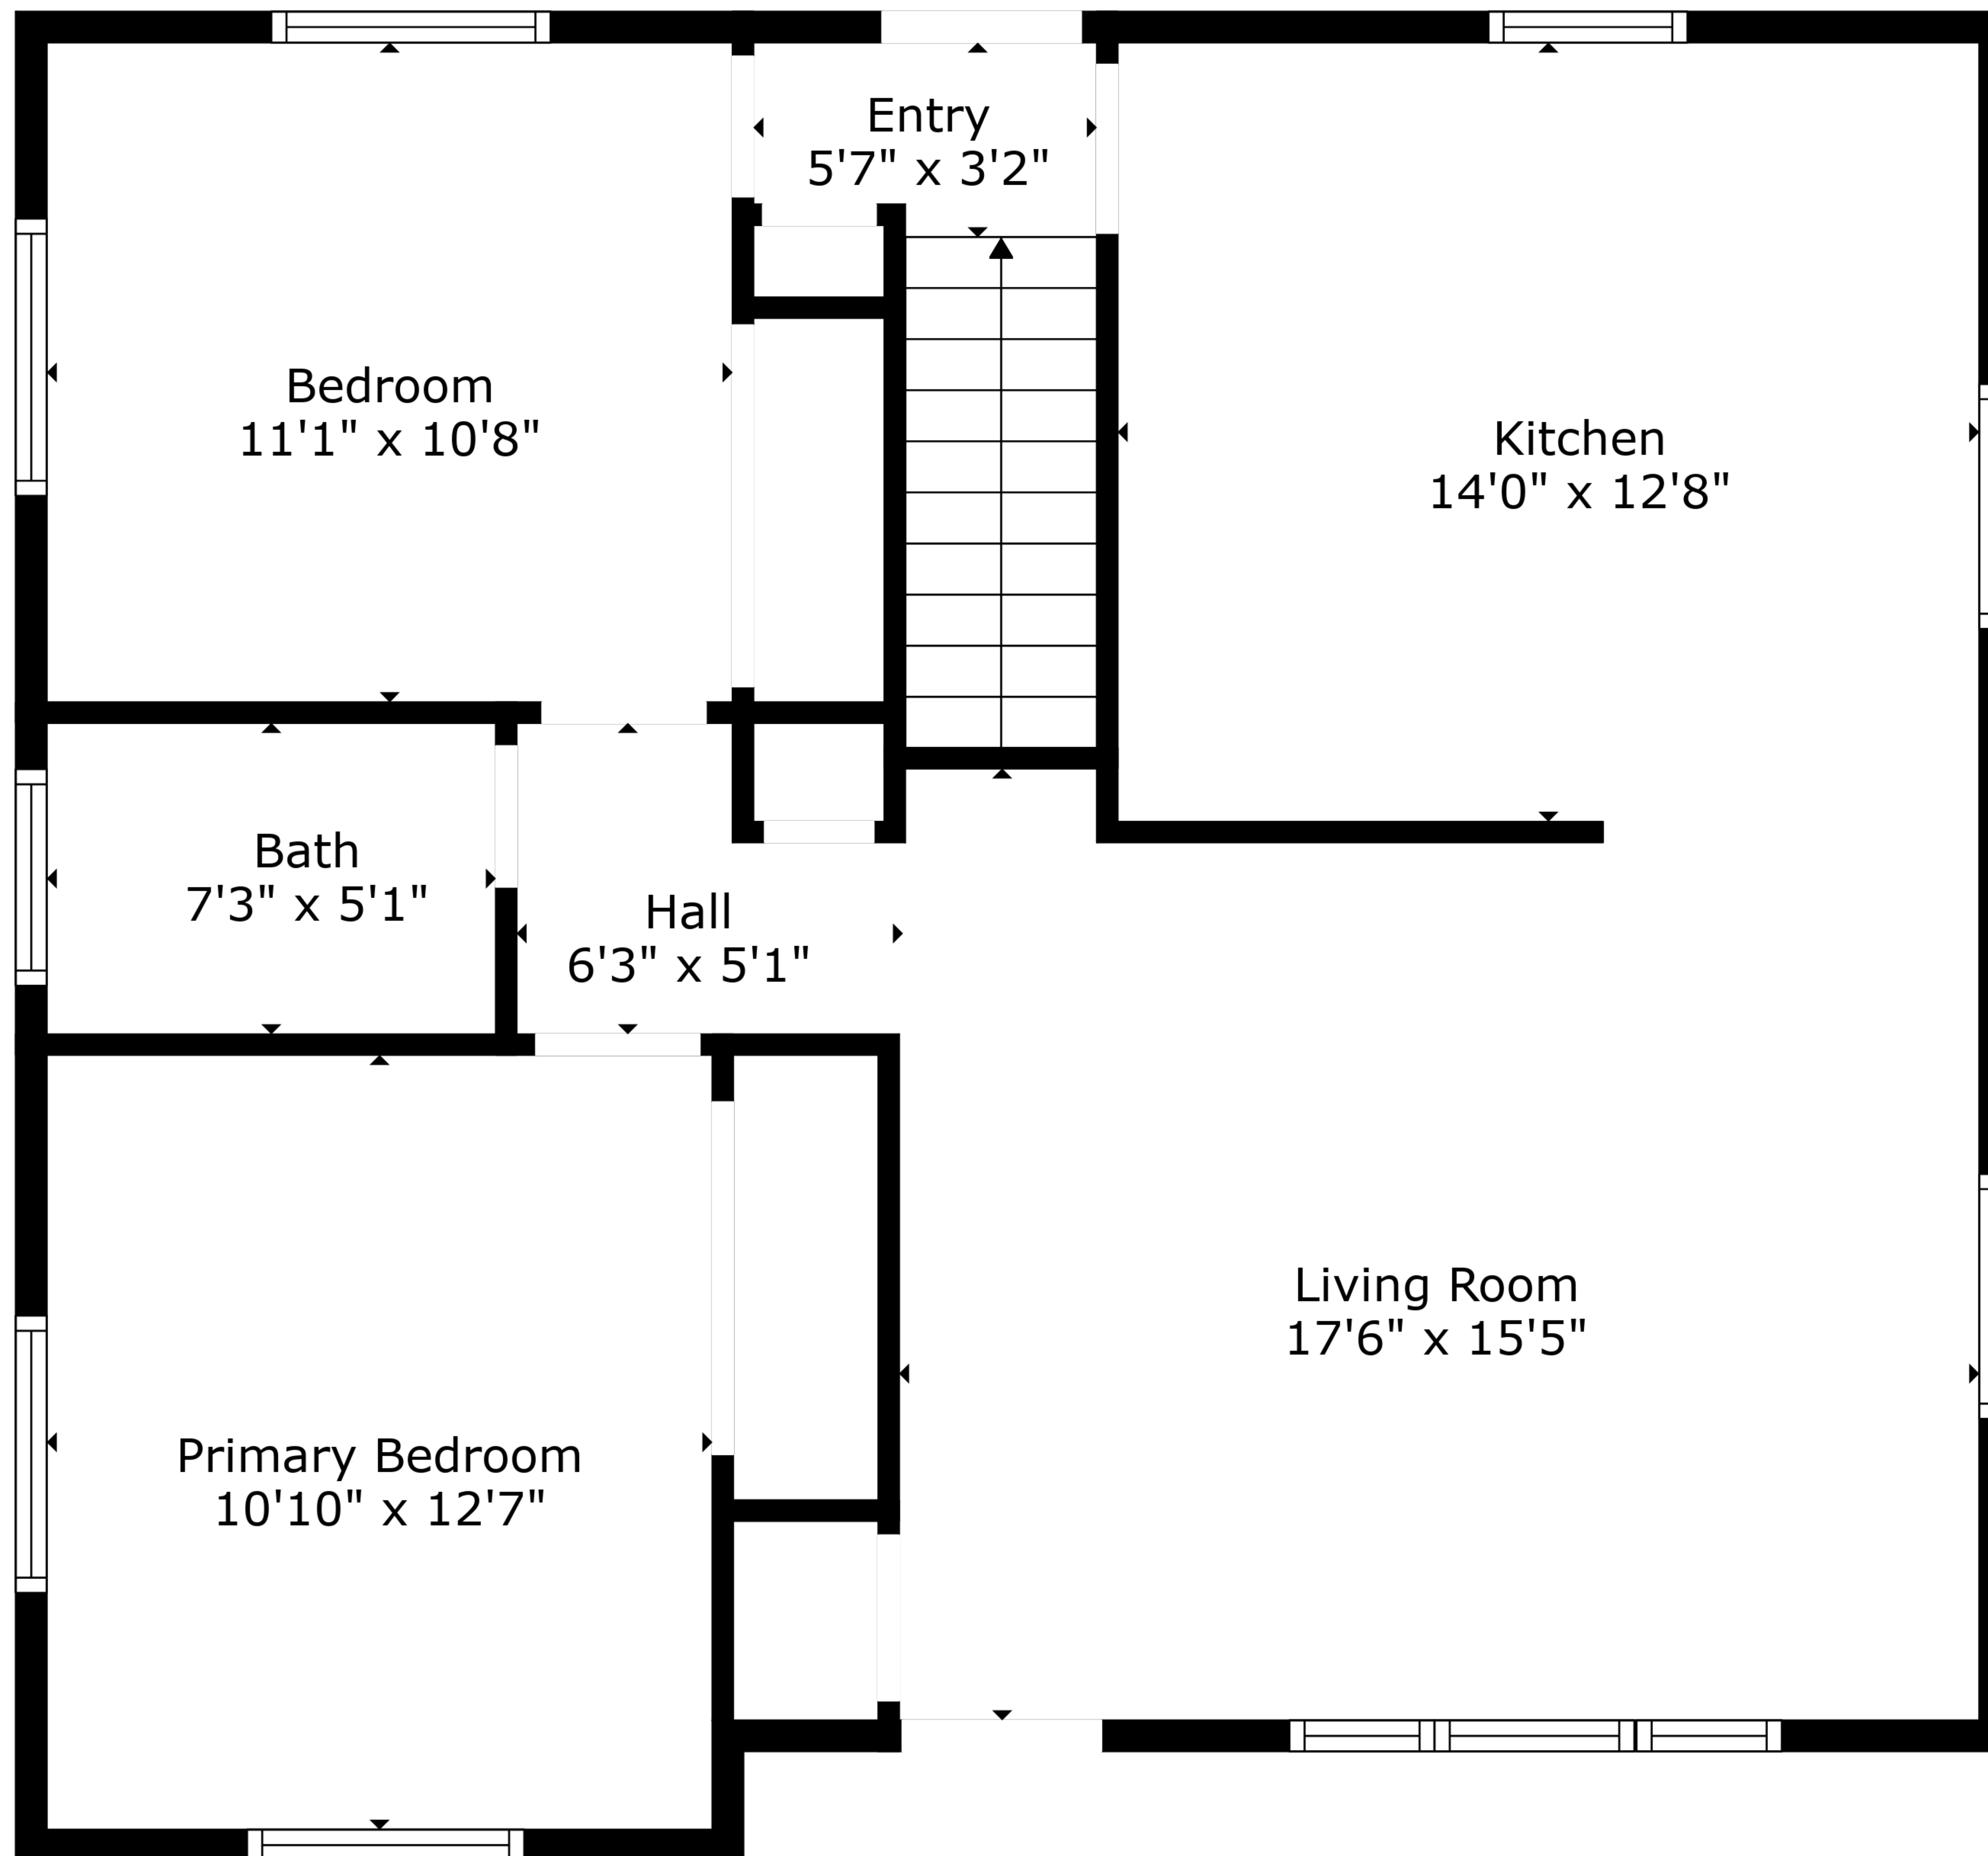 Entry
5'7" x 3'2"
Bedroom
11'1" x 10'8"
Kitchen
14'0" x 12'8"
Bath
7'3" x 5'1"
Hall
6'3" x 5'1"
Living Room
17'6" x 15'5"
Primary Bedroom
10'10" x 12'7"